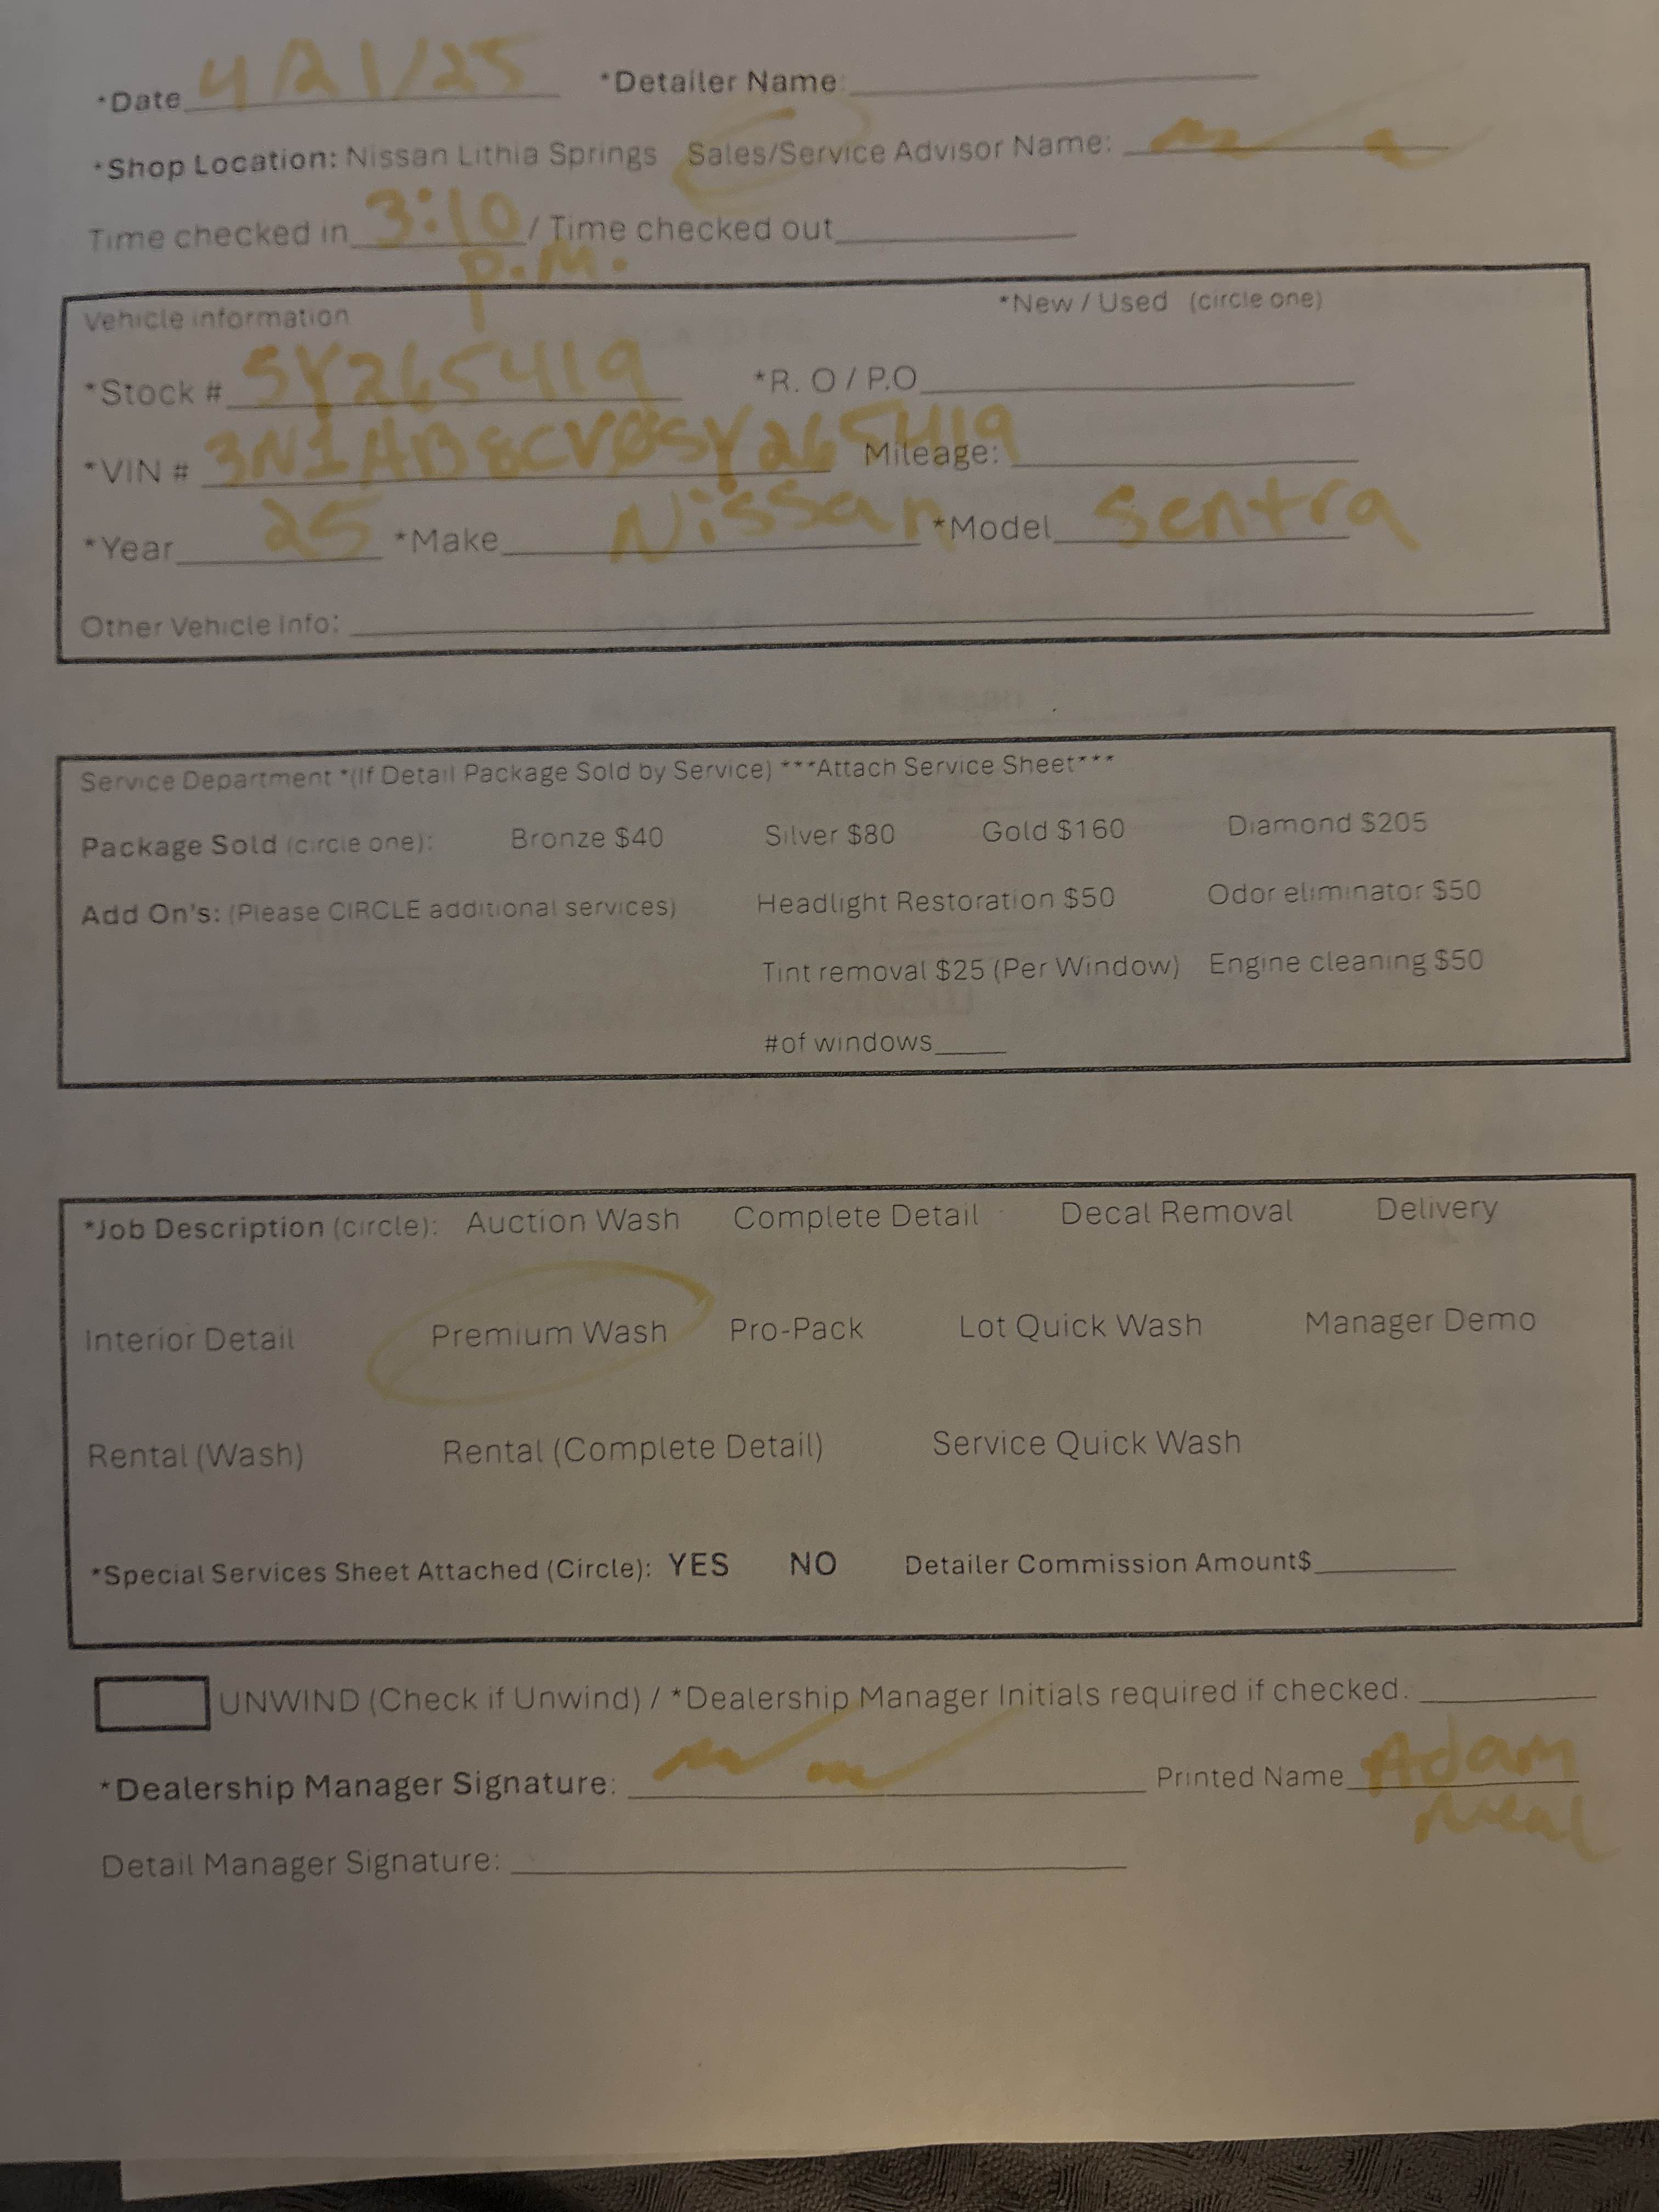 *Date 4/21/25 *Detailer Name:
*Shop Location: Nissan Lithia Springs Sales/Service Advisor Name:
Time checked in 3:10 / Time checked out
p.m.
Vehicle information *New / Used (circle one)
*Stock # SY265419 *R. O / P.O
*VIN # 3N1AB8CV0SY265419 Mileage:
*Year 25 *Make Nissan *Model Sentra
Other Vehicle Info:
Service Department *(If Detail Package Sold by Service) ***Attach Service Sheet***
Package Sold (circle one): Bronze $40 Silver $80 Gold $160 Diamond $205
Add On's: (Please CIRCLE additional services) Headlight Restoration $50 Odor eliminator $50
Tint removal $25 (Per Window) Engine cleaning $50
#of windows
*Job Description (circle): Auction Wash Complete Detail Decal Removal Delivery
Interior Detail Premium Wash Pro-Pack Lot Quick Wash Manager Demo
Rental (Wash) Rental (Complete Detail) Service Quick Wash
*Special Services Sheet Attached (Circle): YES NO Detailer Commission Amount$
UNWIND (Check if Unwind) / *Dealership Manager Initials required if checked.
*Dealership Manager Signature: Printed Name Adam
Neal
Detail Manager Signature: